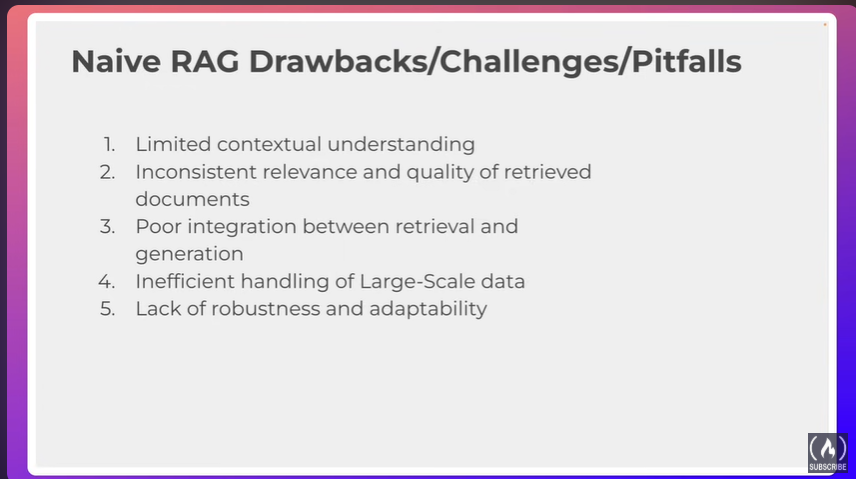 Naive RAG Drawbacks/Challenges/Pitfalls
1. Limited contextual understanding
2. Inconsistent relevance and quality of retrieved
documents
3. Poor integration between retrieval and
generation
4. Inefficient handling of Large-Scale data
5. Lack of robustness and adaptability
SUBSCRIBE